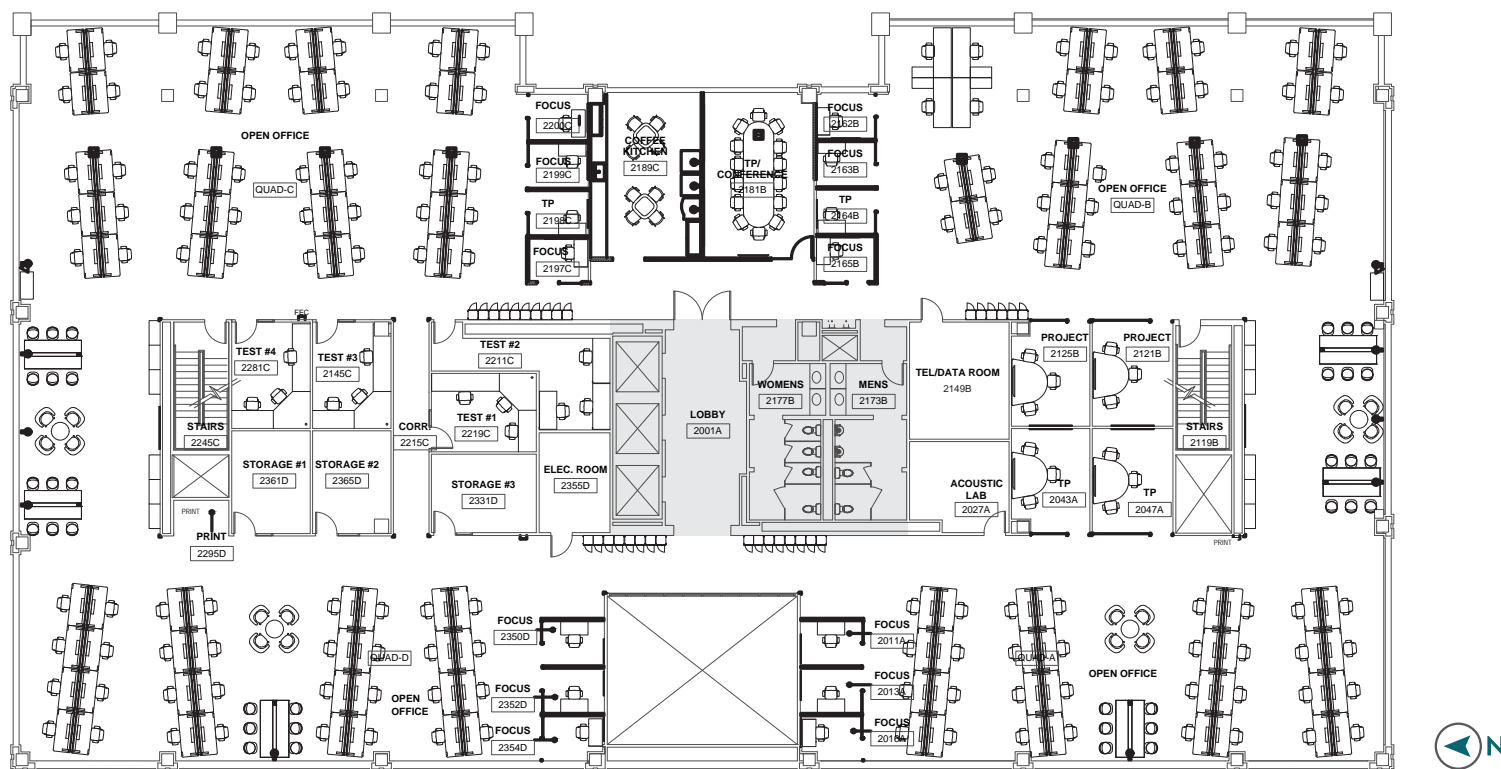 FOCUS
2200C
FOCUS
2199C
TP
2198C
FOCUS
2197C
COFFEE
KITCHEN
2189C
TP/
CONFERENCE
2181B
FOCUS
2162B
FOCUS
2163B
TP
2164B
FOCUS
2165B
OPEN OFFICE
QUAD-C
OPEN OFFICE
QUAD-B
FEC
TEST #4
2281C
TEST #3
2145C
TEST #2
2211C
TEST #1
2219C
STAIRS
2245C
CORR.
2215C
STORAGE #1
2361D
STORAGE #2
2365D
STORAGE #3
2331D
ELEC. ROOM
2355D
PRINT
PRINT
2295D
LOBBY
2001A
WOMENS
2177B
MENS
2173B
TEL/DATA ROOM
2149B
PROJECT
2125B
PROJECT
2121B
STAIRS
2119B
ACOUSTIC
LAB
2027A
TP
2043A
TP
2047A
PRINT
FOCUS
2350D
FOCUS
2352D
FOCUS
2354D
QUAD-D
OPEN
OFFICE
FOCUS
2011A
FOCUS
2013A
FOCUS
2016A
QUAD-A
OPEN OFFICE
N